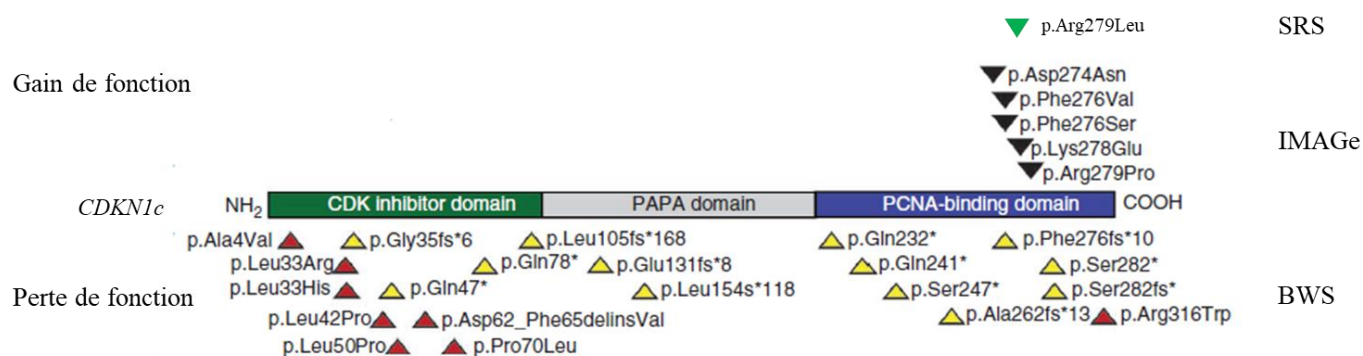 p.Arg279Leu SRS
Gain de fonction
p.Asp274Asn
p.Phe276Val
p.Phe276Ser
p.Lys278Glu IMAGe
p.Arg279Pro
CDKN1c NH2 CDK Inhibitor domain PAPA domain PCNA-binding domain COOH
p.Ala4Val p.Gly35fs*6 p.Leu105fs*168 p.Gln232* p.Phe276fs*10
p.Leu33Arg p.Gln78* p.Glu131fs*8 p.Gln241* p.Ser282*
Perte de fonction p.Leu33His p.Gln47* p.Leu154s*118 p.Ser247* p.Ser282fs* BWS
p.Leu42Pro p.Asp62_Phe65delinsVal p.Ala262fs*13 p.Arg316Trp
p.Leu50Pro p.Pro70Leu